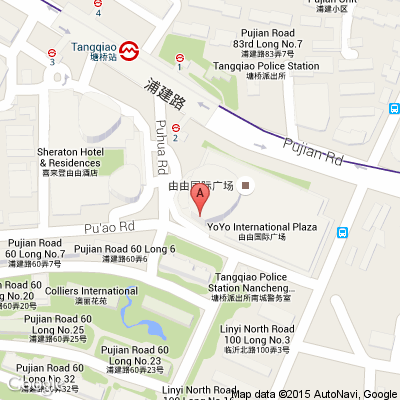 Pujian Road
浦建小区
4
Tangqiao
塘桥站
Pujian Road
83rd Long No.7
浦建路83弄7号
3
1
Tangqiao Police Station
塘桥派出所
浦建路
2
Puhua Rd
Pujian Rd
Sheraton Hotel
& Residences
喜来登由由酒店
由由国际广场
A
YoYo International Plaza
由由国际广场
Pu'ao Rd
Pujian Road 60
Long No.7
浦建路60弄7号
Pujian Road 60 Long 6
浦建路60弄6号
Tangqiao Police
Station Nancheng...
塘桥派出所南城警务室
Pujian Road 60
Long No.20
浦建路60弄20号
Colliers International
澳丽花苑
Pujian Road 60
Long No.25
浦建路60弄25号
Linyi North Road
100 Long No.3
临沂北路100弄3号
Pujian Road 60
Long No.23
浦建路60弄23号
Pujian Road 60
Long No.32
浦建路60弄32号
Linyi North Road
100 Long No.1
Map data ©2015 AutoNavi, Google